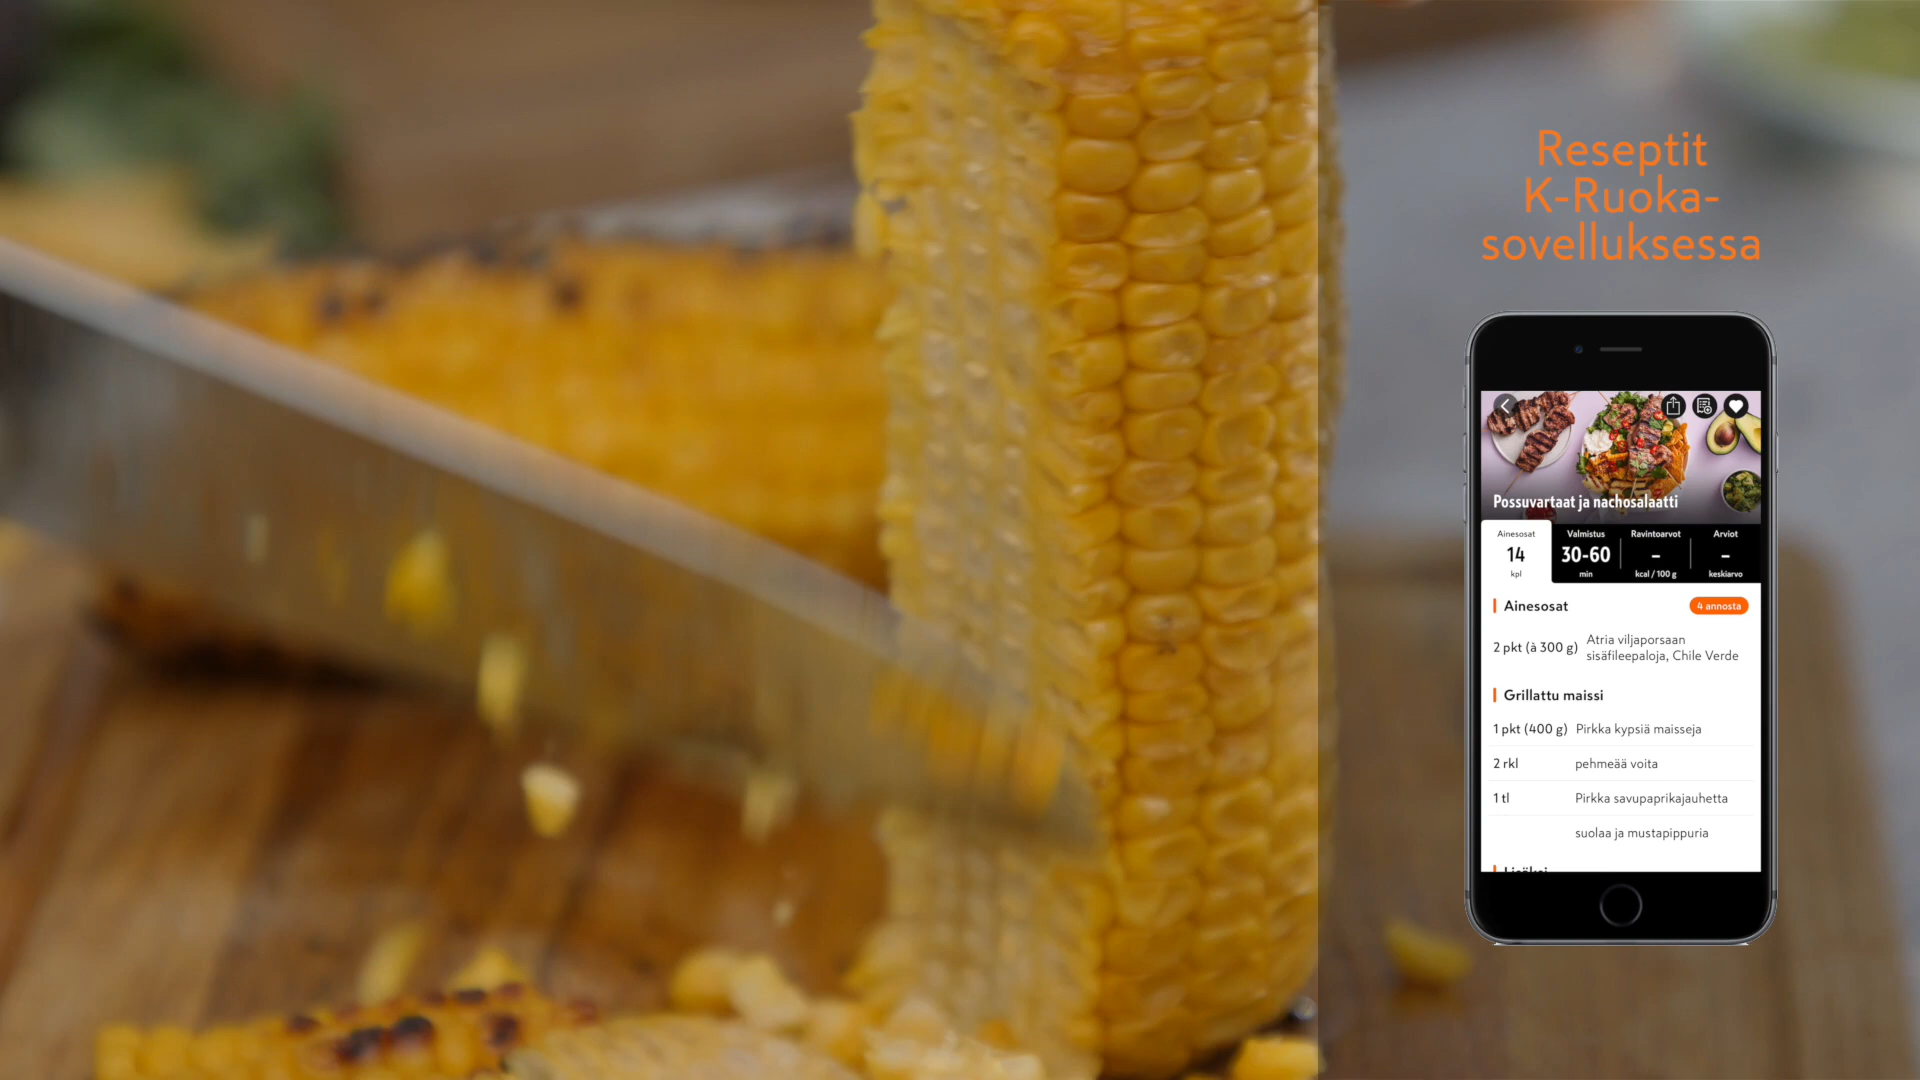 Reseptit
K-Ruoka-
sovelluksessa
Possuvartaat ja nachosalaatti
Ainesosat
14
kpl
Valmistus
30-60
min
Ravintoarvot
-
kcal / 100 g
Arviot
-
keskiarvo
Ainesosat
4 annosta
2 pkt (à 300 g) Atria viljaporsaan
sisäfileepaloja, Chile Verde
Grillattu maissi
1 pkt (400 g) Pirkka kypsiä maisseja
2 rkl pehmeää voita
1 tl Pirkka savupaprikajauhetta
suolaa ja mustapippuria